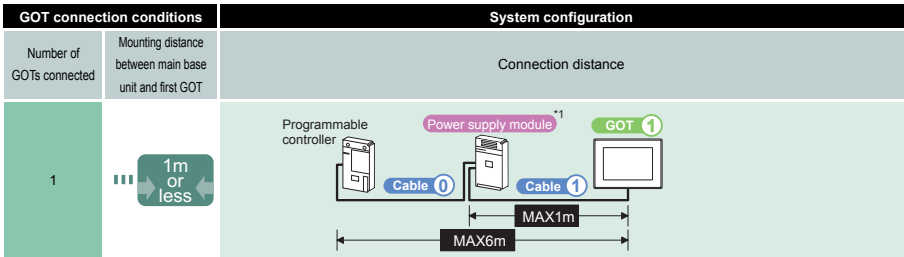 GOT connection conditions
System configuration
Number of
GOTs connected
Mounting distance
between main base
unit and first GOT
Connection distance
1
1m
or
less
Programmable
controller
Power supply module
*1
GOT 1
Cable 0
Cable 1
MAX1m
MAX6m